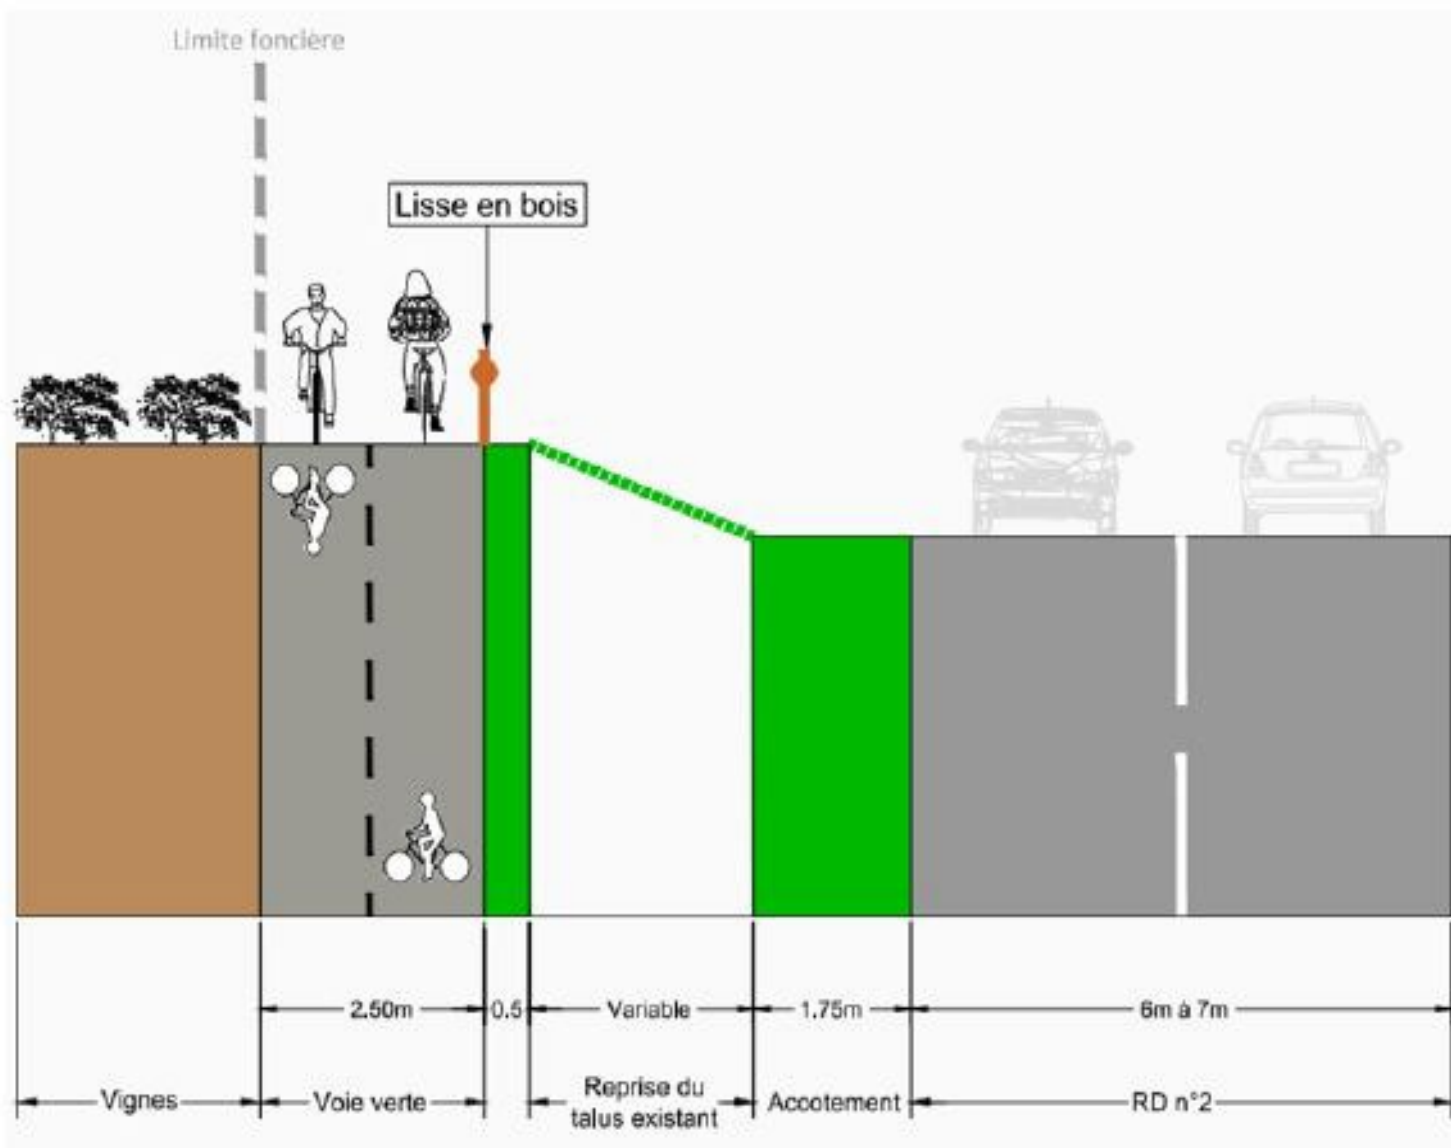 Limite foncière
Lisse en bois
2.50m
0.5
Variable
1.75m
6m à 7m
Vignes
Voie verte
Reprise du
talus existant
Accotement
RD n°2